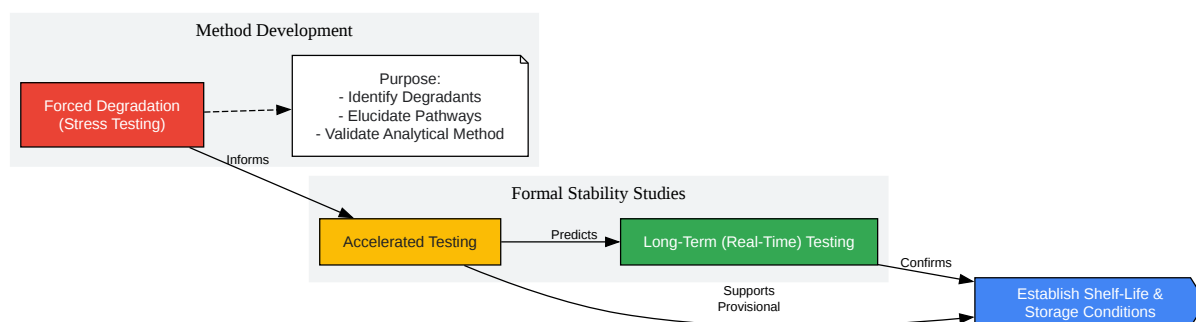 Method Development
Forced Degradation
(Stress Testing)
Purpose:
- Identify Degradants
- Elucidate Pathways
- Validate Analytical Method
Informs
Formal Stability Studies
Accelerated Testing
Predicts
Long-Term (Real-Time) Testing
Confirms
Supports
Provisional
Establish Shelf-Life &
Storage Conditions